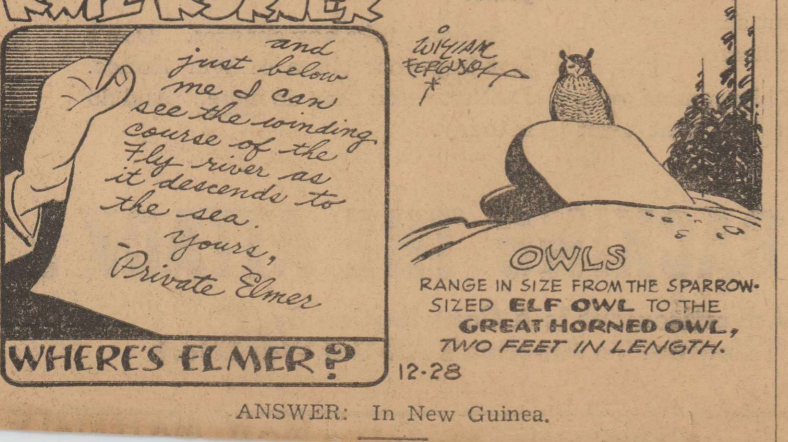 and
just below
me I can
see the winding
course of the
Fly river as
it descends to
the sea.
Yours,
Private Elmer
WHERE'S ELMER?
WILLIAM
FERGUSON
OWLS
RANGE IN SIZE FROM THE SPARROW-
SIZED ELF OWL TO THE
GREAT HORNED OWL,
TWO FEET IN LENGTH.
12-28
ANSWER: In New Guinea.